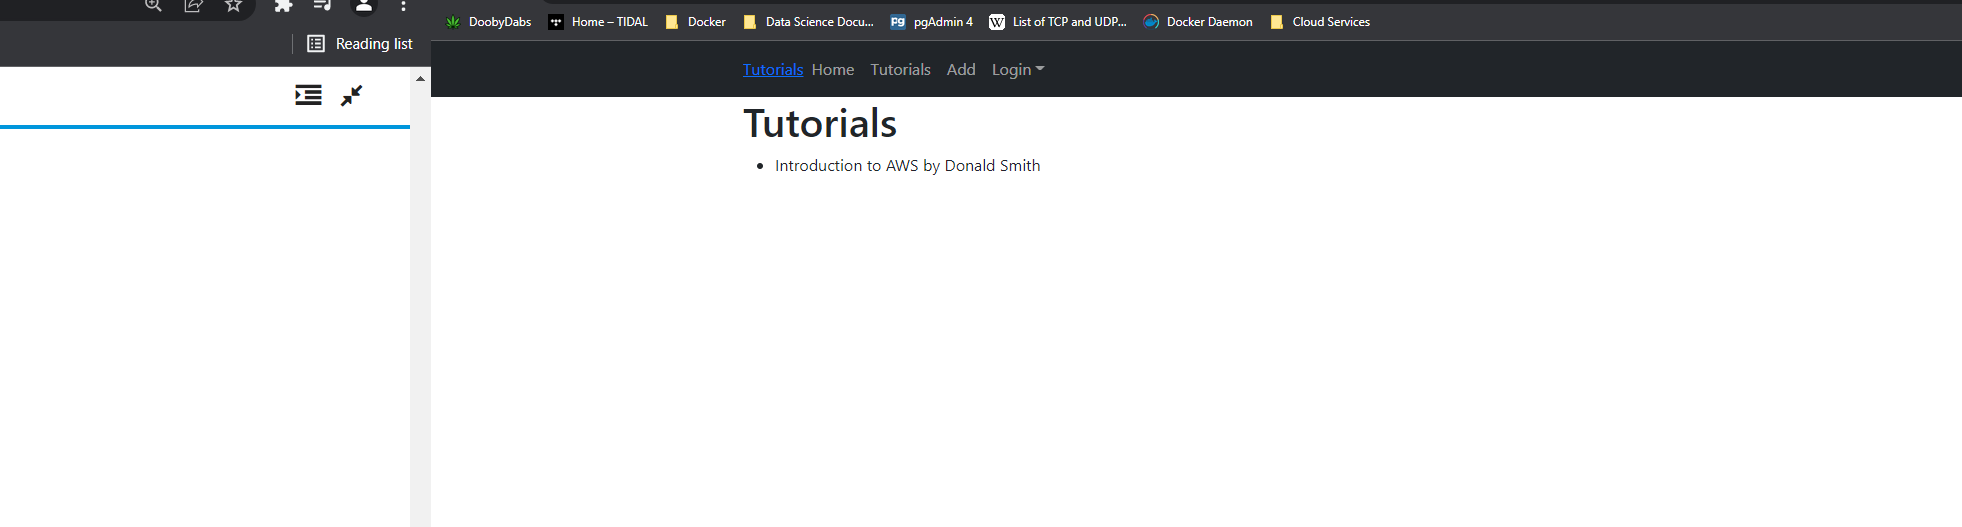 Reading list
DoobyDabs Home – TIDAL Docker Data Science Docu... pgAdmin 4 List of TCP and UDP... Docker Daemon Cloud Services
Tutorials Home Tutorials Add Login
Tutorials
• Introduction to AWS by Donald Smith